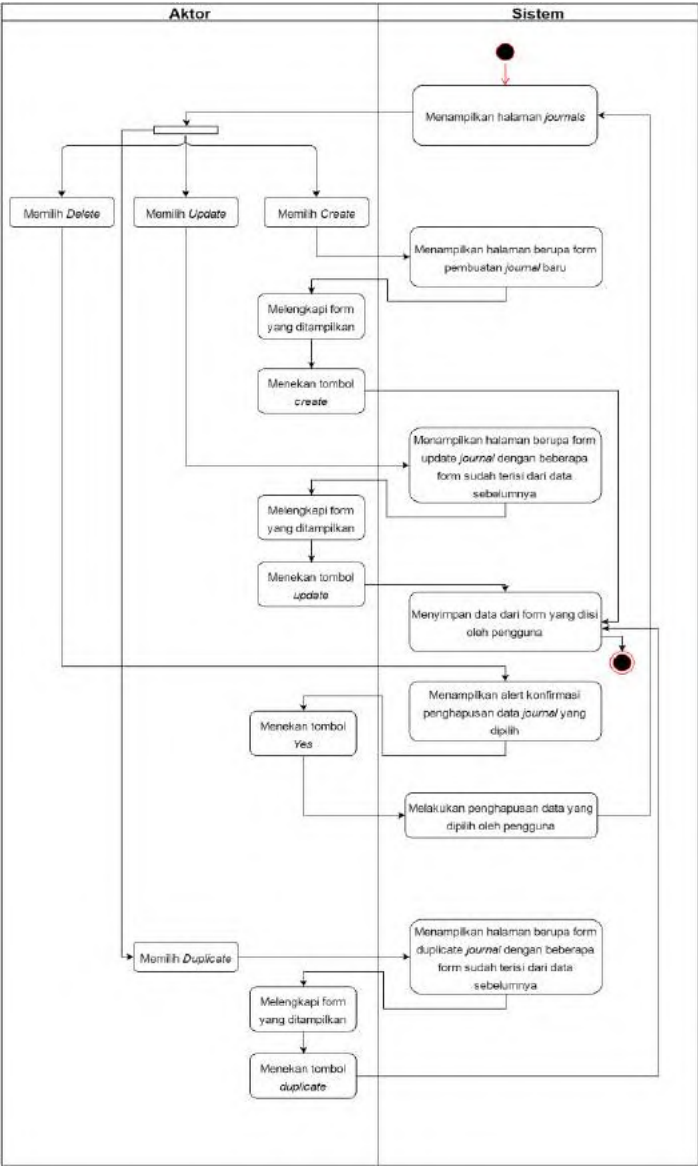 Aktor
Sistem
Menampilkan halaman journals
Memilih Delete
Memilih Update
Memilih Create
Menampilkan halaman berupa form
pembuatan journal baru
Melengkapi form
yang ditampilkan
Menekan tombol
create
Menampilkan halaman berupa form
update journal dengan beberapa
form sudah terisi dari data
sebelumnya
Melengkapi form
yang ditampilkan
Menekan tombol
update
Menyimpan data dari form yang diisi
oleh pengguna
Menampilkan alert konfirmasi
penghapusan data journal yang
dipilih
Menekan tombol
Yes
Melakukan penghapusan data yang
dipilih oleh pengguna
Memilih Duplicate
Menampilkan halaman berupa form
duplicate journal dengan beberapa
form sudah terisi dari data
sebelumnya
Melengkapi form
yang ditampilkan
Menekan tombol
duplicate